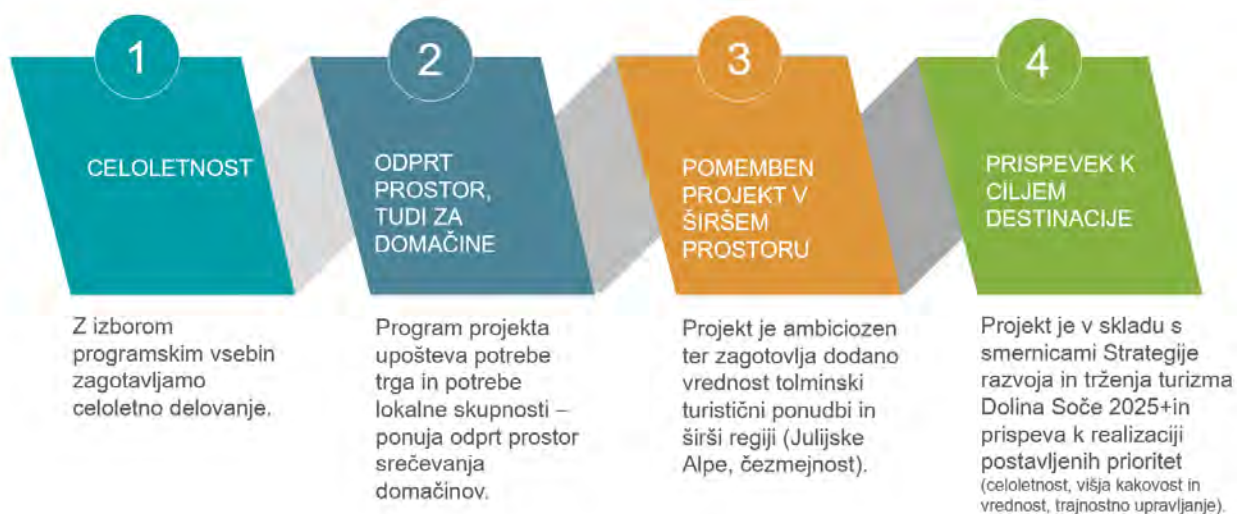 1
CELOLETNOST
Z izborom
programskim vsebin
zagotavljamo
celoletno delovanje.
2
ODPRT
PROSTOR,
TUDI ZA
DOMAČINE
Program projekta
upošteva potrebe
trga in potrebe
lokalne skupnosti –
ponuja odprt prostor
srečevanja
domačinov.
3
POMEMBEN
PROJEKT V
ŠIRŠEM
PROSTORU
Projekt je ambiciozen
ter zagotovlja dodano
vrednost tolminski
turistični ponudbi in
širši regiji (Julijske
Alpe, čezmejnost).
4
PRISPEVEK K
CILJEM
DESTINACIJE
Projekt je v skladu s
smernicami Strategije
razvoja in trženja turizma
Dolina Soče 2025+in
prispeva k realizaciji
postavljenih prioritet
(celoletnost, višja kakovost in
vrednost, trajnostno upravljanje).